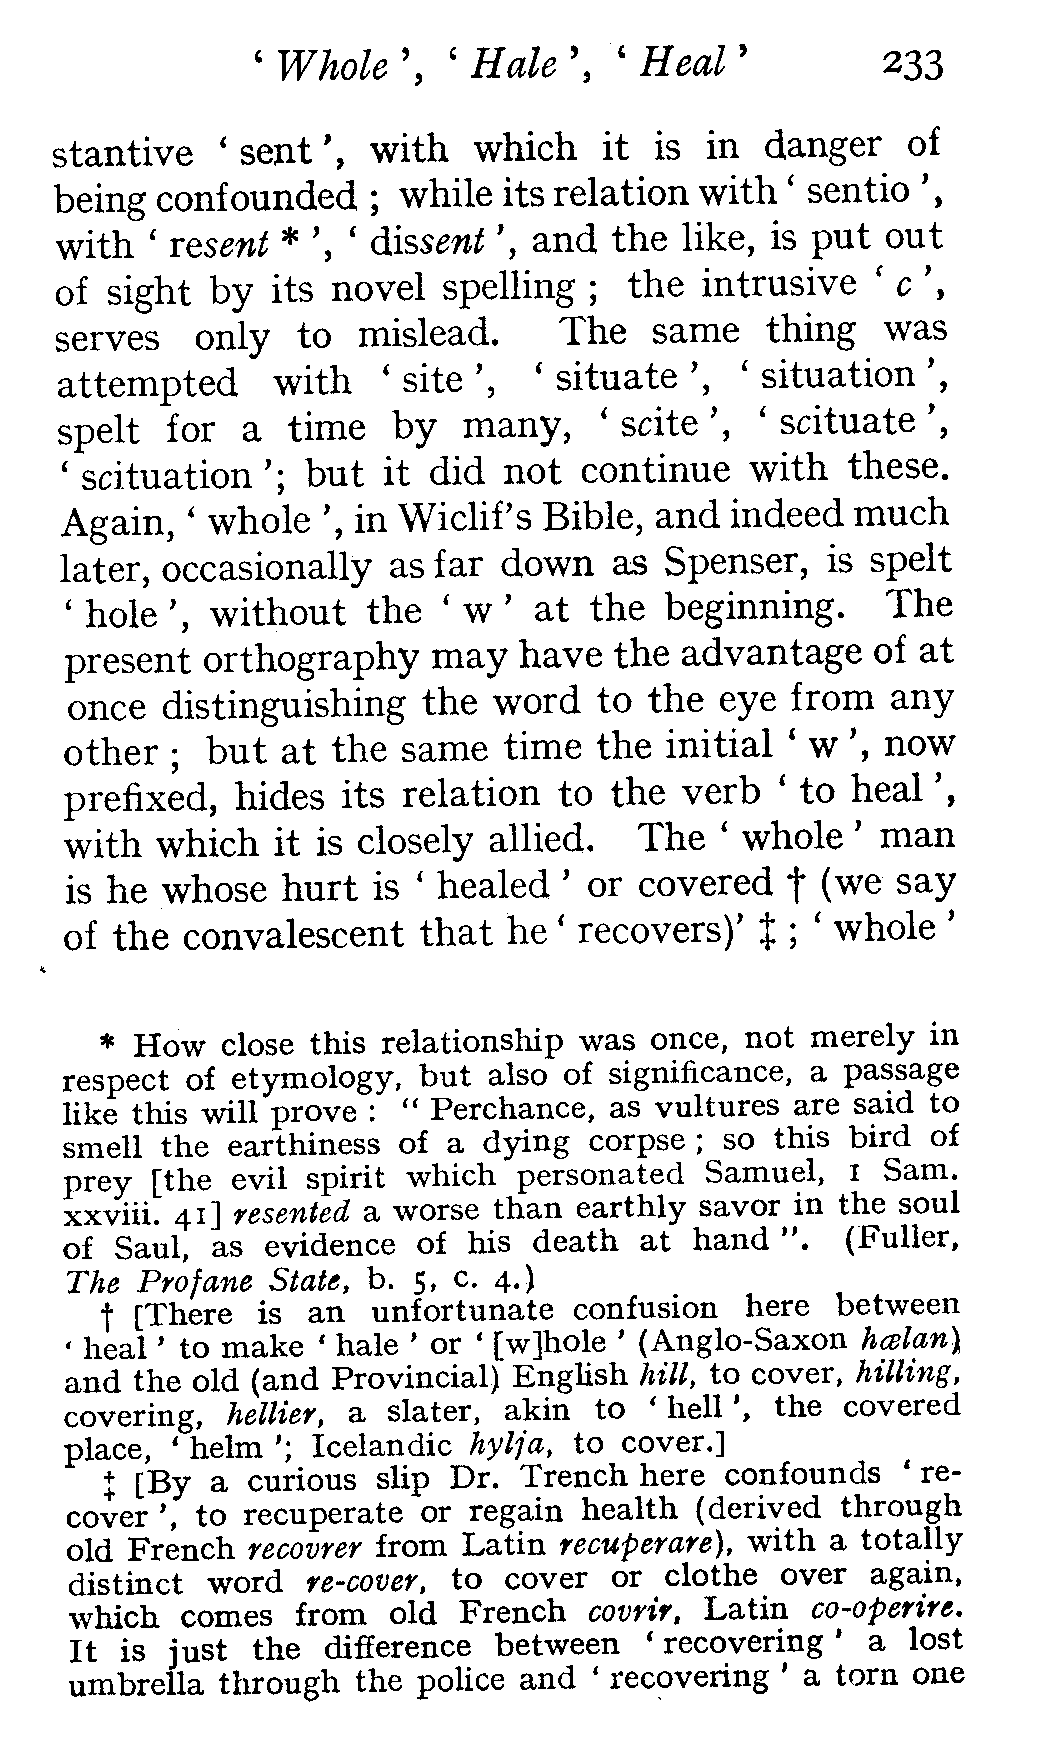 ‘ Whole ’, ‘ Hale ’, ‘ Heal ’ 233
stantive ‘ sent ’, with which it is in danger of
being confounded ; while its relation with ‘ sentio ’,
with ‘ resent * ’, ‘ dissent ’, and the like, is put out
of sight by its novel spelling ; the intrusive ‘ c ’,
serves only to mislead. The same thing was
attempted with ‘ site ’, ‘ situate ’, ‘ situation ’,
spelt for a time by many, ‘ scite ’, ‘ scituate ’,
‘ scituation ’; but it did not continue with these.
Again, ‘ whole ’, in Wiclif’s Bible, and indeed much
later, occasionally as far down as Spenser, is spelt
‘ hole ’, without the ‘ w ’ at the beginning. The
present orthography may have the advantage of at
once distinguishing the word to the eye from any
other ; but at the same time the initial ‘ w ’, now
prefixed, hides its relation to the verb ‘ to heal ’,
with which it is closely allied. The ‘ whole ’ man
is he whose hurt is ‘ healed ’ or covered † (we say
of the convalescent that he ‘ recovers)’ ‡ ; ‘ whole ’
* How close this relationship was once, not merely in
respect of etymology, but also of significance, a passage
like this will prove : “ Perchance, as vultures are said to
smell the earthiness of a dying corpse ; so this bird of
prey [the evil spirit which personated Samuel, 1 Sam.
xxviii. 41] resented a worse than earthly savor in the soul
of Saul, as evidence of his death at hand ”. (Fuller,
The Profane State, b. 5, c. 4.)
† [There is an unfortunate confusion here between
‘ heal ’ to make ‘ hale ’ or ‘ [w]hole ’ (Anglo-Saxon hælan)
and the old (and Provincial) English hill, to cover, hilling,
covering, hellier, a slater, akin to ‘ hell ’, the covered
place, ‘ helm ’; Icelandic hylja, to cover.]
‡ [By a curious slip Dr. Trench here confounds ‘ re-
cover ’, to recuperate or regain health (derived through
old French recovrer from Latin recuperare), with a totally
distinct word re-cover, to cover or clothe over again,
which comes from old French covrir, Latin co-operire.
It is just the difference between ‘ recovering ’ a lost
umbrella through the police and ‘ recovering ’ a torn one